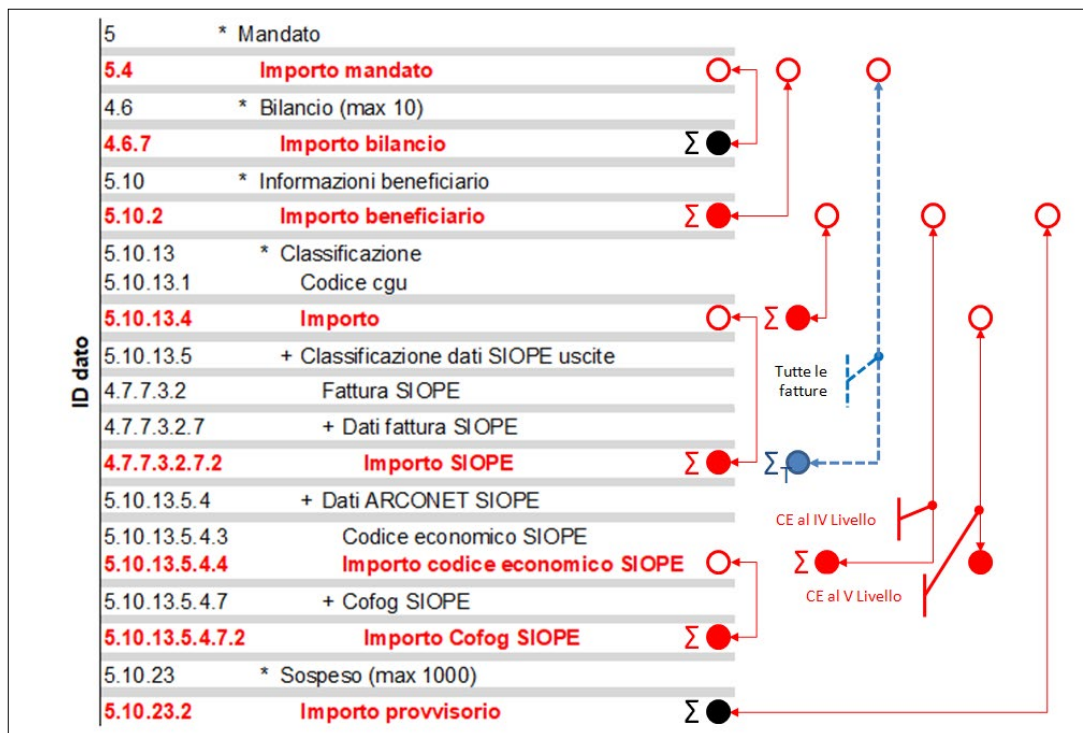 ID dato
5 * Mandato
5.4 Importo mandato
4.6 * Bilancio (max 10)
4.6.7 Importo bilancio Σ
5.10 * Informazioni beneficiario
5.10.2 Importo beneficiario Σ
5.10.13 * Classificazione
5.10.13.1 Codice cgu
5.10.13.4 Importo Σ
5.10.13.5 + Classificazione dati SIOPE uscite
Tutte le
fatture
4.7.7.3.2 Fattura SIOPE
4.7.7.3.2.7 + Dati fattura SIOPE
4.7.7.3.2.7.2 Importo SIOPE Σ ΣT
5.10.13.5.4 + Dati ARCONET SIOPE
CE al IV Livello
5.10.13.5.4.3 Codice economico SIOPE
5.10.13.5.4.4 Importo codice economico SIOPE Σ
CE al V Livello
5.10.13.5.4.7 + Cofog SIOPE
5.10.13.5.4.7.2 Importo Cofog SIOPE Σ
5.10.23 * Sospeso (max 1000)
5.10.23.2 Importo provvisorio Σ